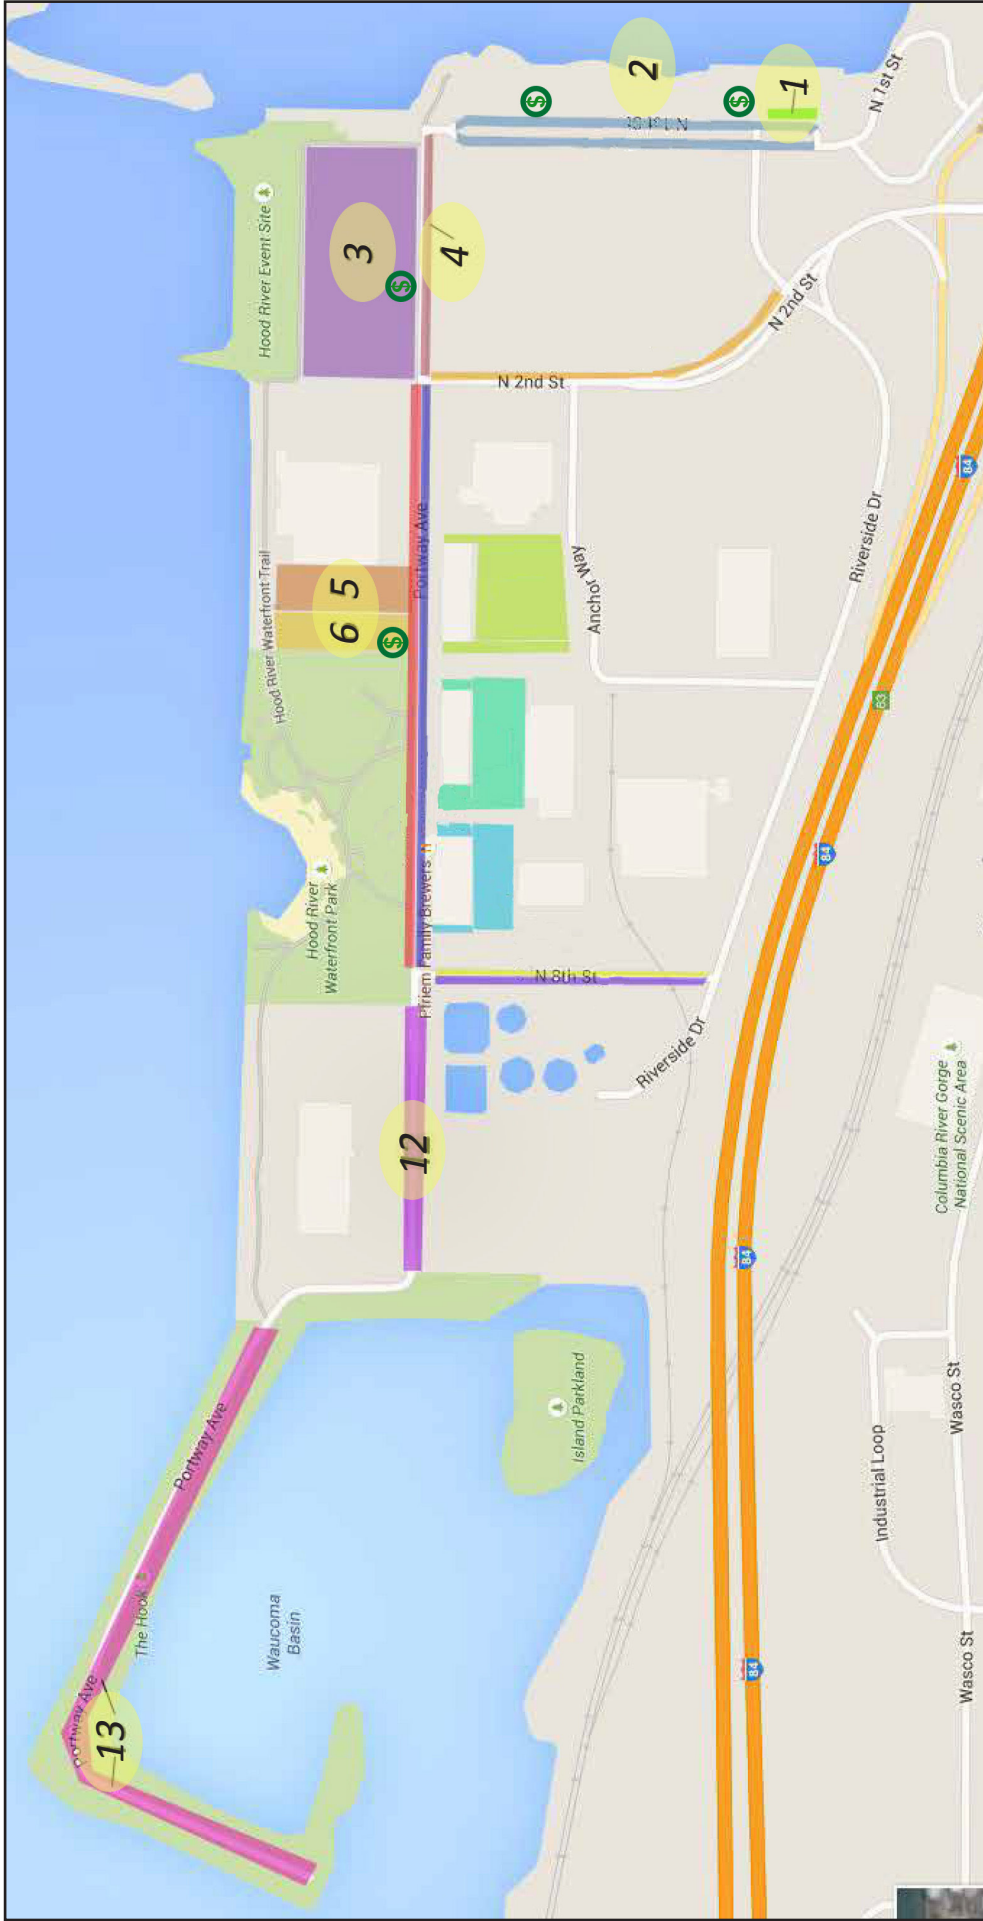 13
Portway Ave
The Hook
Portway Ave
Waucoma
Basin
Island Parkland
12
Hood River
Waterfront Park
Hood River Waterfront Trail
6 5
$
Hood River Event Site
3
$
4
2
$
$
1
N 1st St
N 1st St
N 2nd St
N 2nd St
Portway Ave
Pfriem Family Brewers
N 8th St
Anchor Way
Riverside Dr
Riverside Dr
63
84
84
84
84
Columbia River Gorge
National Scenic Area
Industrial Loop
Wasco St
Wasco St